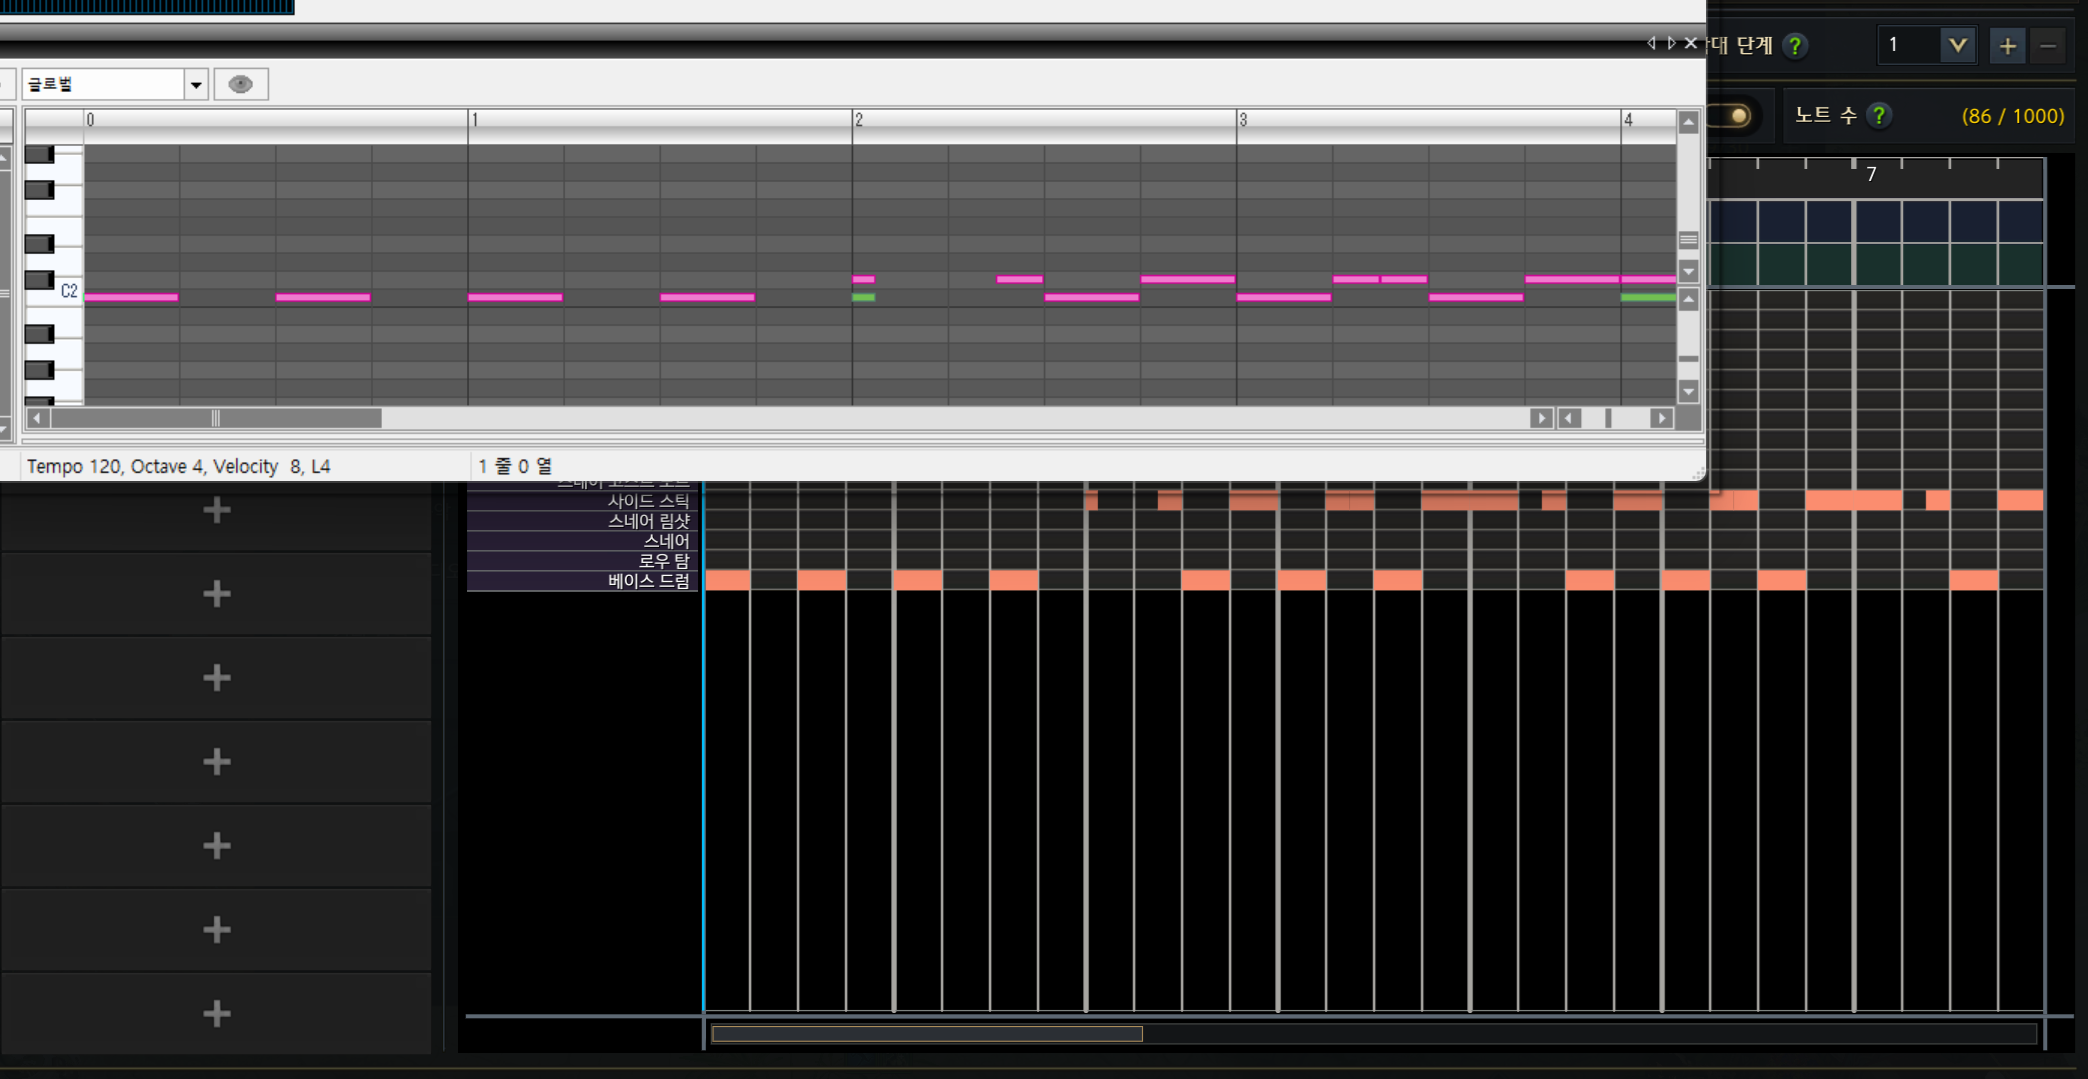 대 단계 ? 1
글로벌
0 1 2 3 4
노트 수 ? (86 / 1000)
7
C2
Tempo 120, Octave 4, Velocity 8, L4
1 줄 0 열
사이드 스틱
스네어 림샷
스네어
로우 탐
베이스 드럼